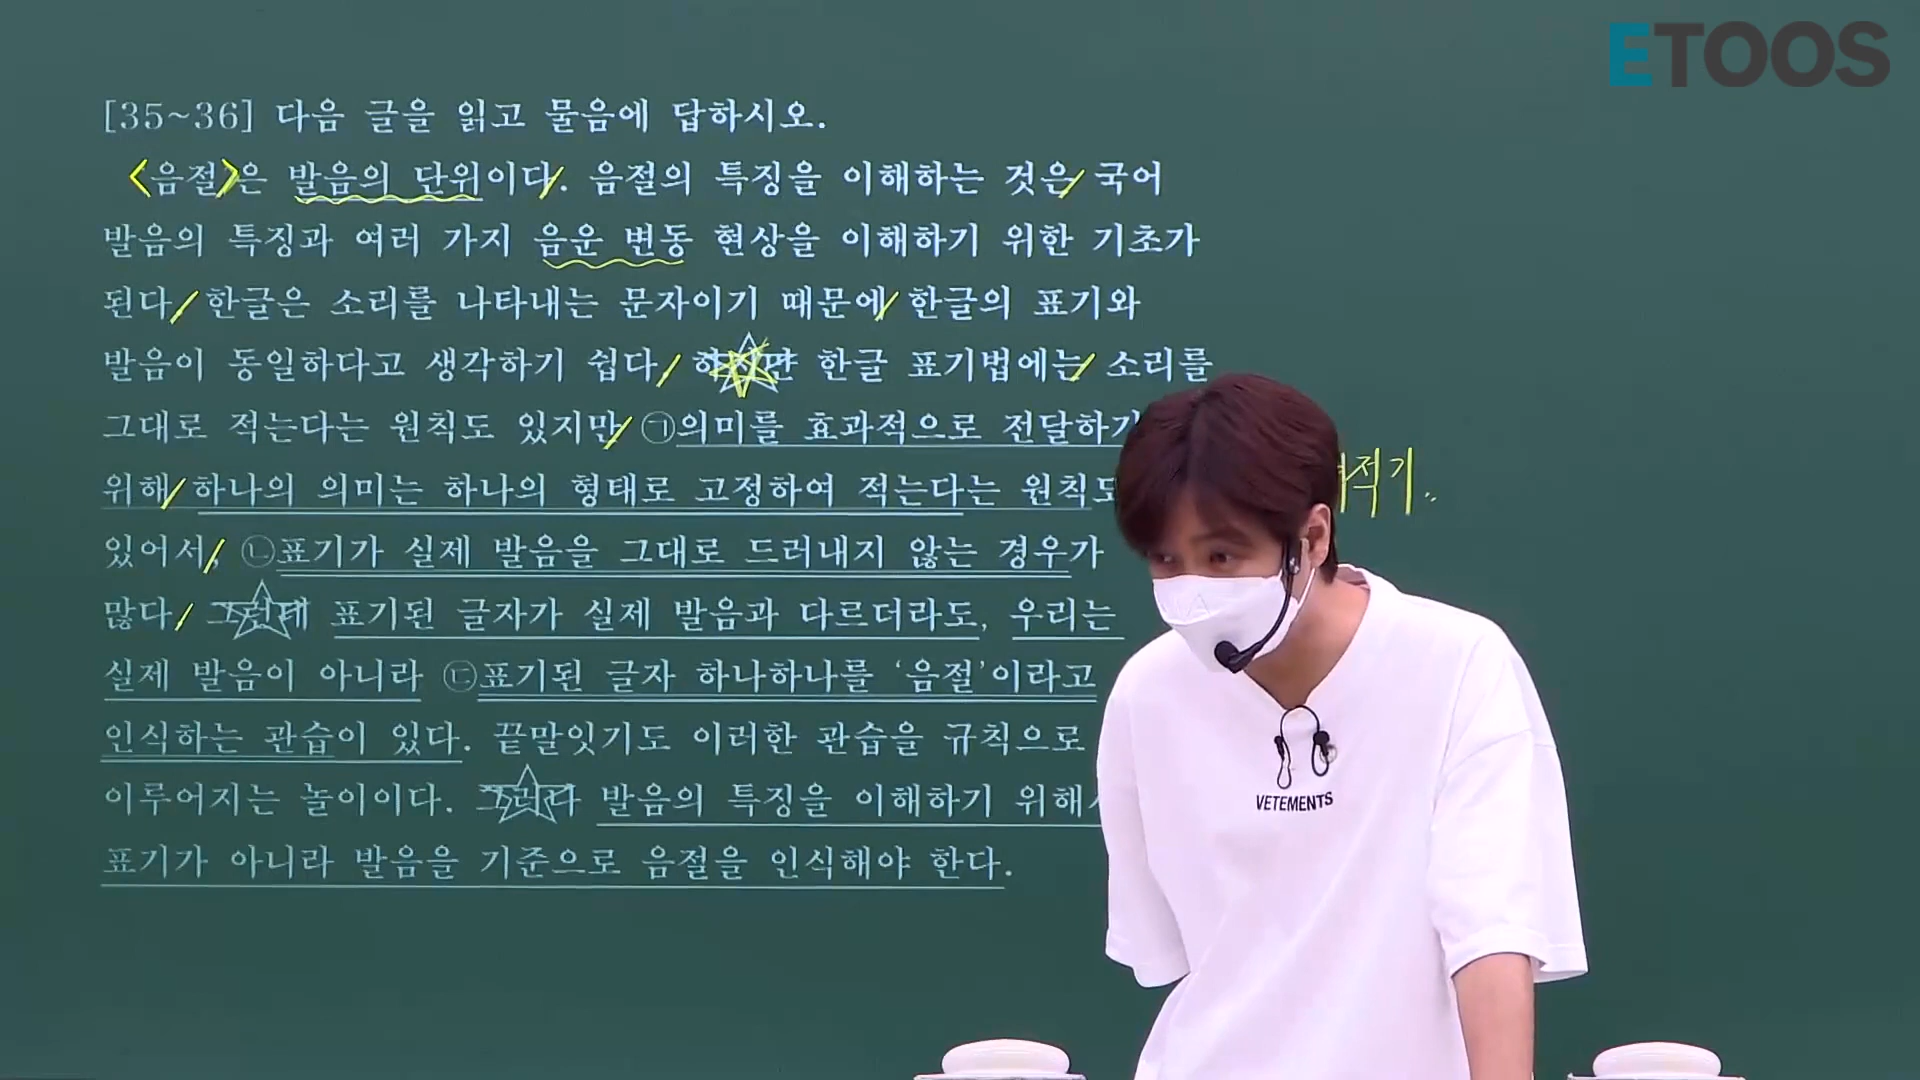 ETOOS
[35~36] 다음 글을 읽고 물음에 답하시오.
<음절>은 발음의 단위이다. 음절의 특징을 이해하는 것은 국어
발음의 특징과 여러 가지 음운 변동 현상을 이해하기 위한 기초가
된다. 한글은 소리를 나타내는 문자이기 때문에 한글의 표기와
발음이 동일하다고 생각하기 쉽다. 하지만 한글 표기법에는 소리를
그대로 적는다는 원칙도 있지만 ㉠의미를 효과적으로 전달하기
위해 하나의 의미는 하나의 형태로 고정하여 적는다는 원칙도
적기..
있어서, ㉡표기가 실제 발음을 그대로 드러내지 않는 경우가
많다. 그런데 표기된 글자가 실제 발음과 다르더라도, 우리는
실제 발음이 아니라 ㉢표기된 글자 하나하나를 ‘음절’이라고
인식하는 관습이 있다. 끝말잇기도 이러한 관습을 규칙으로
이루어지는 놀이이다. 그러나 발음의 특징을 이해하기 위해
표기가 아니라 발음을 기준으로 음절을 인식해야 한다.
VETEMENTS